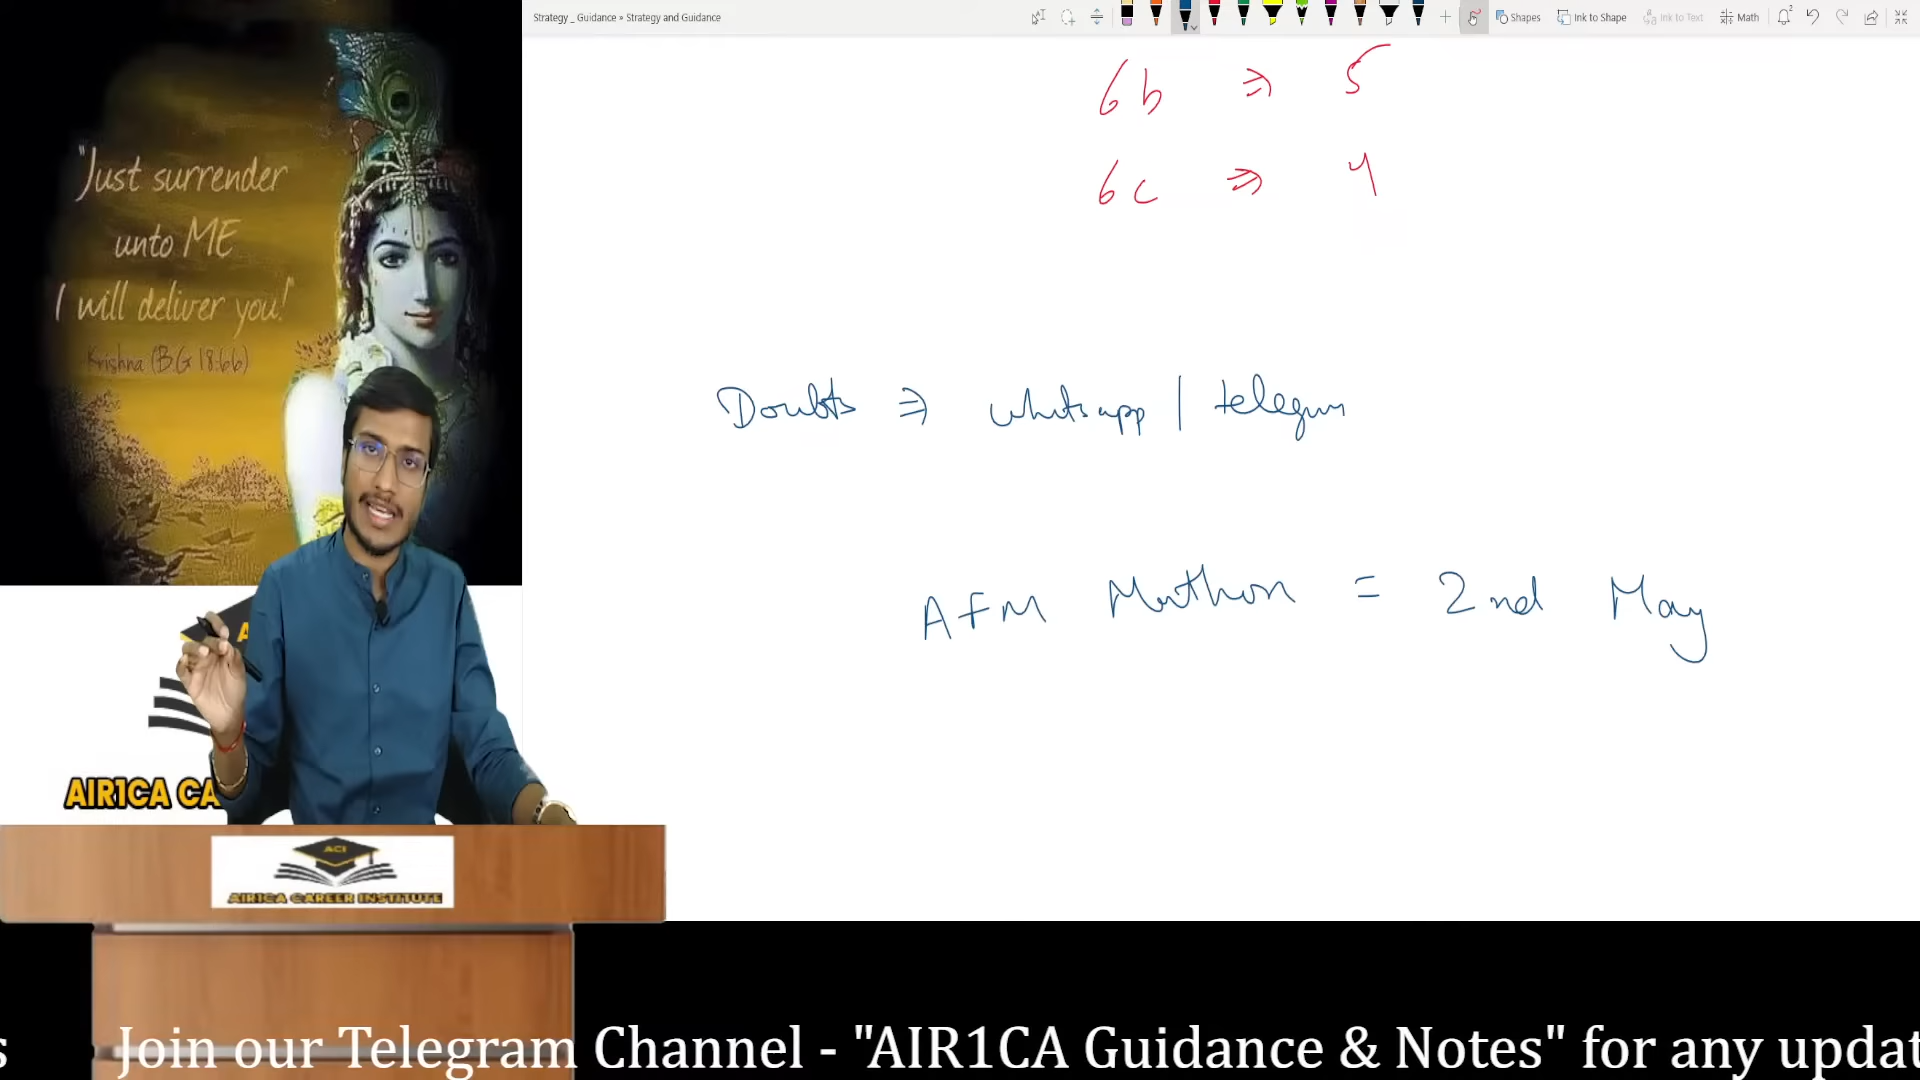 Strategy _ Guidance » Strategy and Guidance
Shapes
Ink to Shape
Ink to Text
Math
6b ⇒ 5
6c ⇒ 4
"Just surrender
unto ME
I will deliver you!"
Krishna (B.G 18:66)
Doubts ⇒ whatsapp | telegram
AFM Marathon = 2nd May
A
AIR1CA CA
ACI
AIR1CA CAREER INSTITUTE
s Join our Telegram Channel - "AIR1CA Guidance & Notes" for any updat